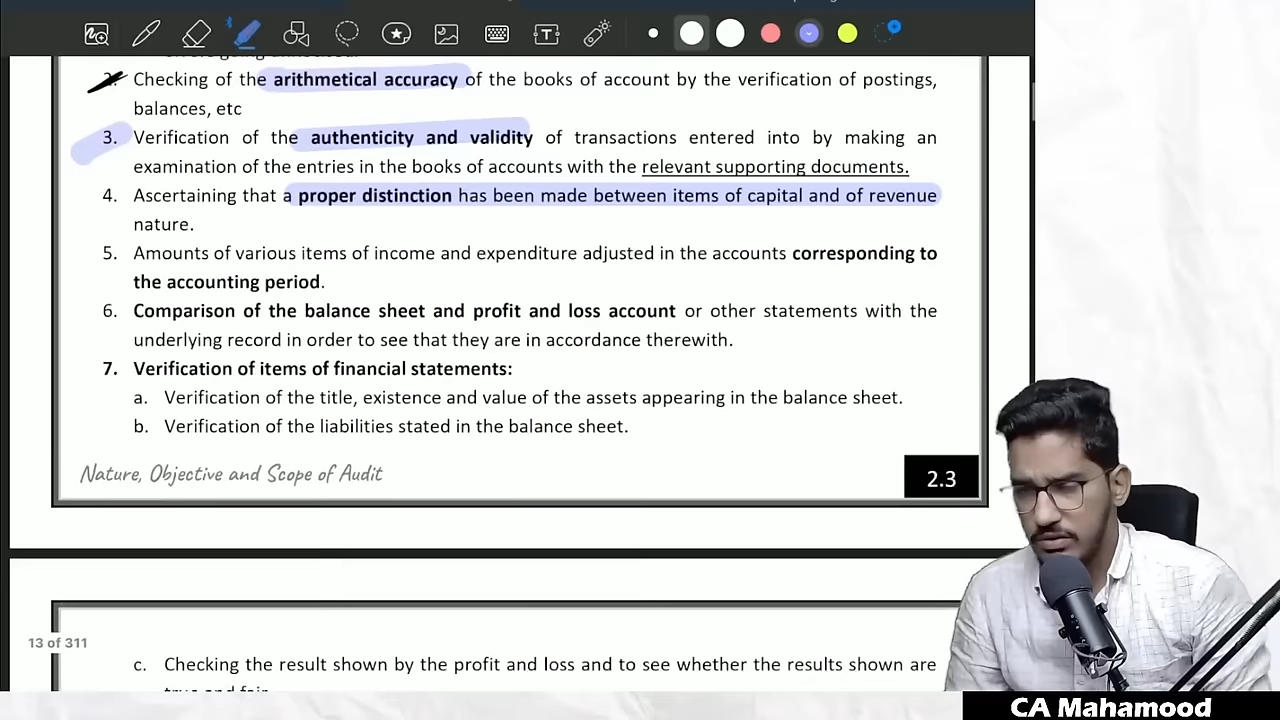 Checking of the arithmetical accuracy of the books of account by the verification of postings,
balances, etc
3. Verification of the authenticity and validity of transactions entered into by making an
examination of the entries in the books of accounts with the relevant supporting documents.
4. Ascertaining that a proper distinction has been made between items of capital and of revenue
nature.
5. Amounts of various items of income and expenditure adjusted in the accounts corresponding to
the accounting period.
6. Comparison of the balance sheet and profit and loss account or other statements with the
underlying record in order to see that they are in accordance therewith.
7. Verification of items of financial statements:
a. Verification of the title, existence and value of the assets appearing in the balance sheet.
b. Verification of the liabilities stated in the balance sheet.
Nature, Objective and Scope of Audit
2.3
13 of 311
c. Checking the result shown by the profit and loss and to see whether the results shown are
true and fair
CA Mahamood